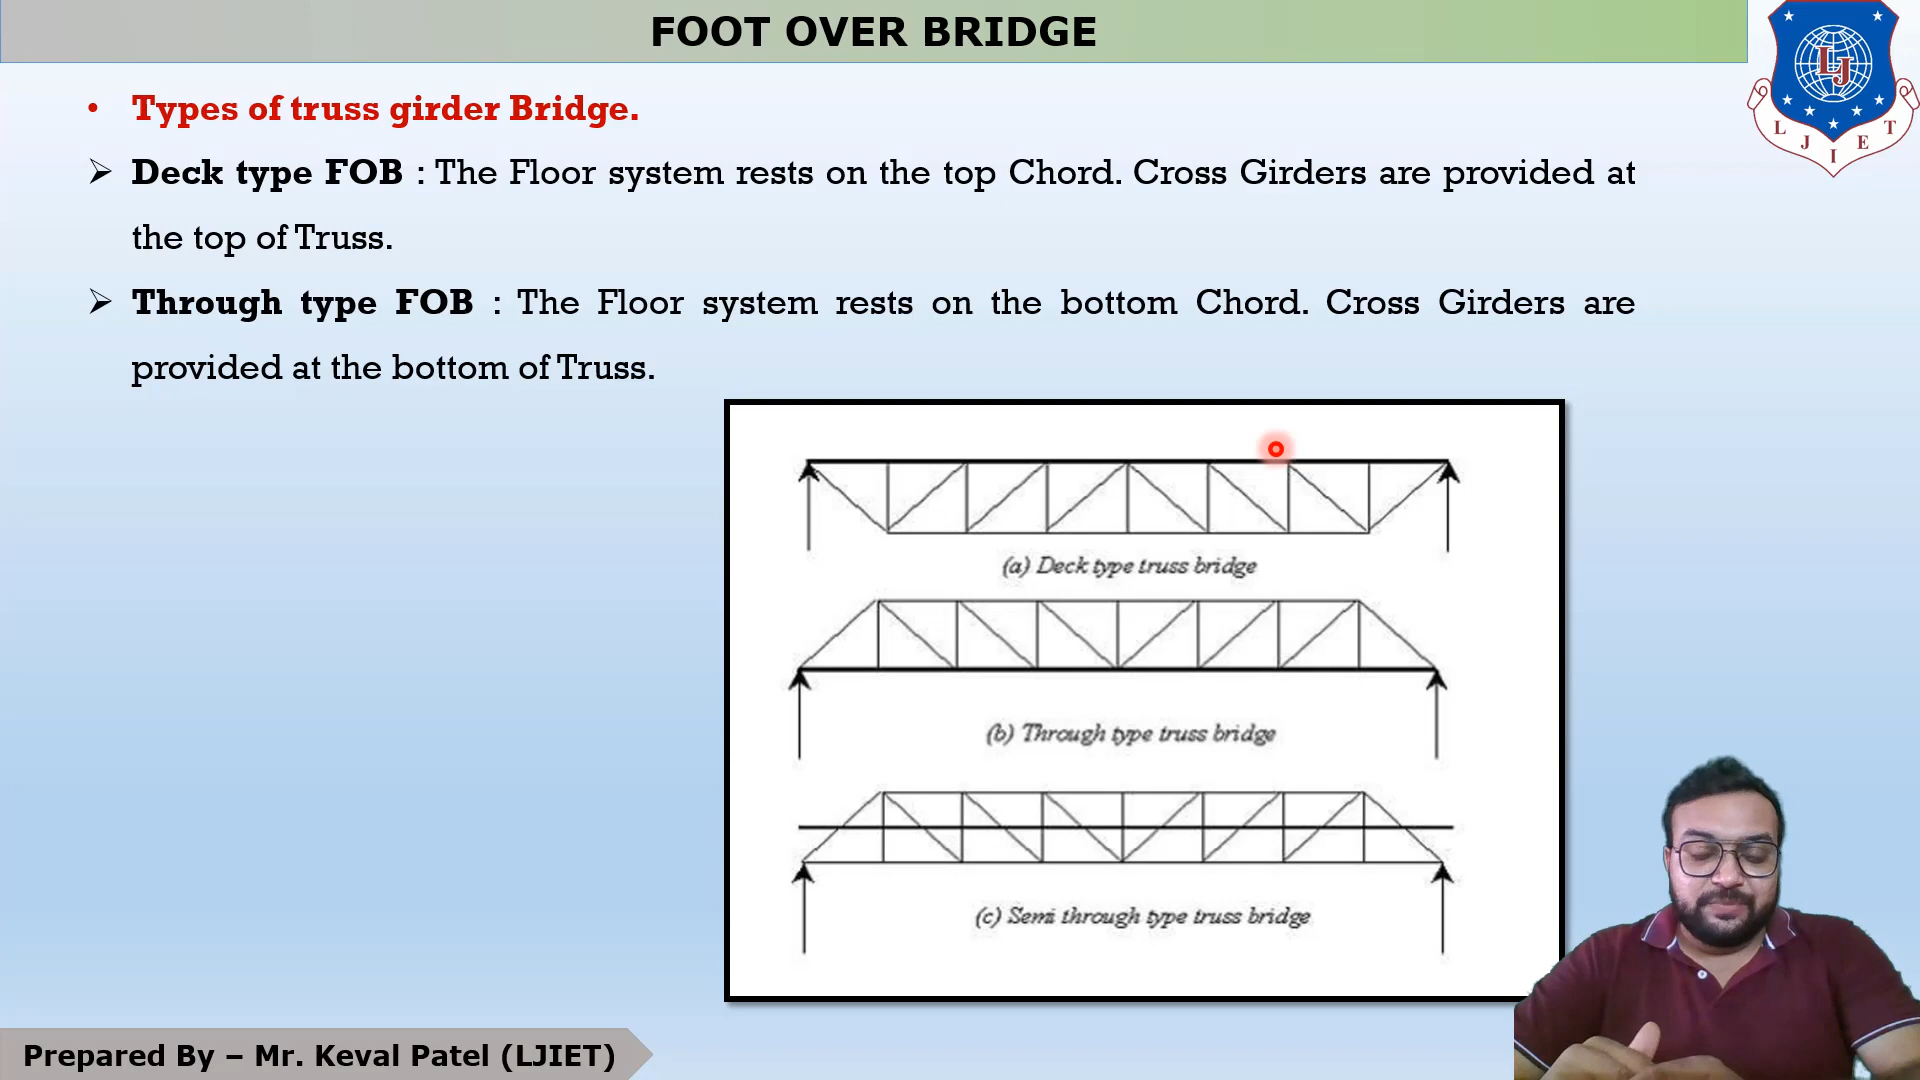 FOOT OVER BRIDGE
• Types of truss girder Bridge.
➢ Deck type FOB : The Floor system rests on the top Chord. Cross Girders are provided at
the top of Truss.
➢ Through type FOB : The Floor system rests on the bottom Chord. Cross Girders are
provided at the bottom of Truss.
(a) Deck type truss bridge
(b) Through type truss bridge
(c) Semi through type truss bridge
Prepared By – Mr. Keval Patel (LJIET)
LJ
L J I E T